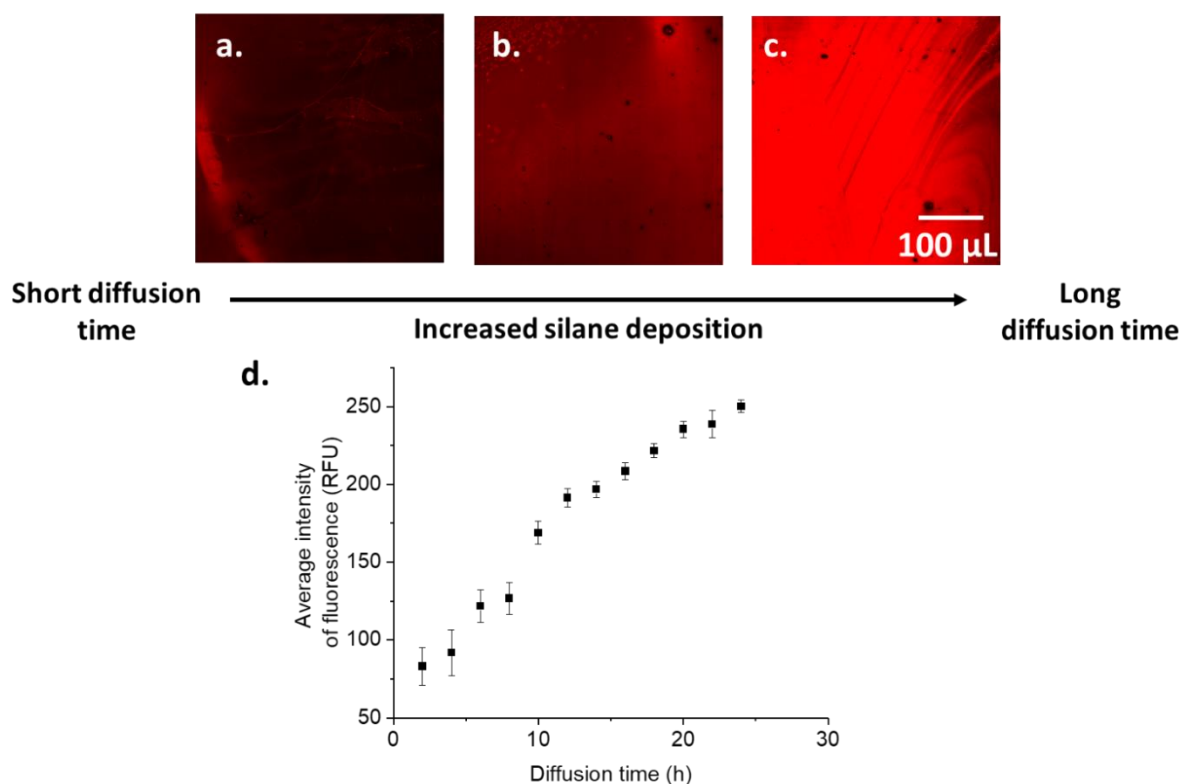 a.
b.
c.
100 µL
Short diffusion
time
Increased silane deposition
Long
diffusion time
d.
Average intensity
of fluorescence (RFU)
250
200
150
100
50
0
10
20
30
Diffusion time (h)